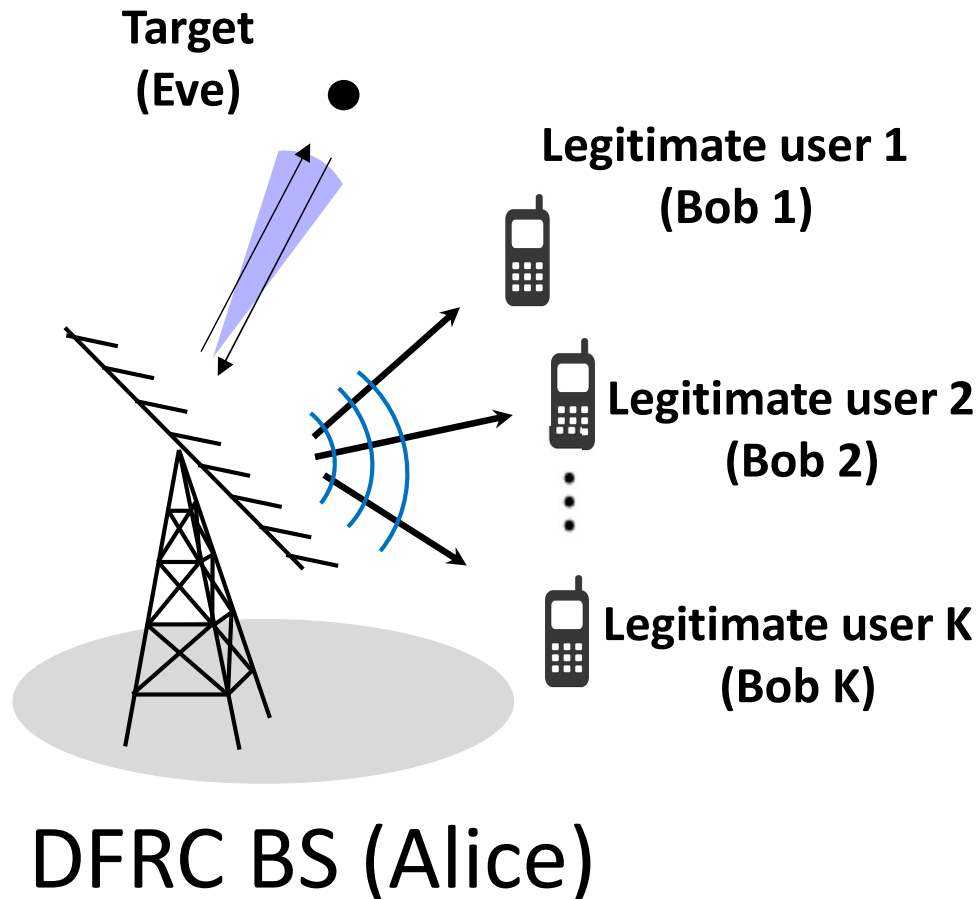 Target
(Eve)
Legitimate user 1
(Bob 1)
Legitimate user 2
(Bob 2)
Legitimate user K
(Bob K)
DFRC BS (Alice)